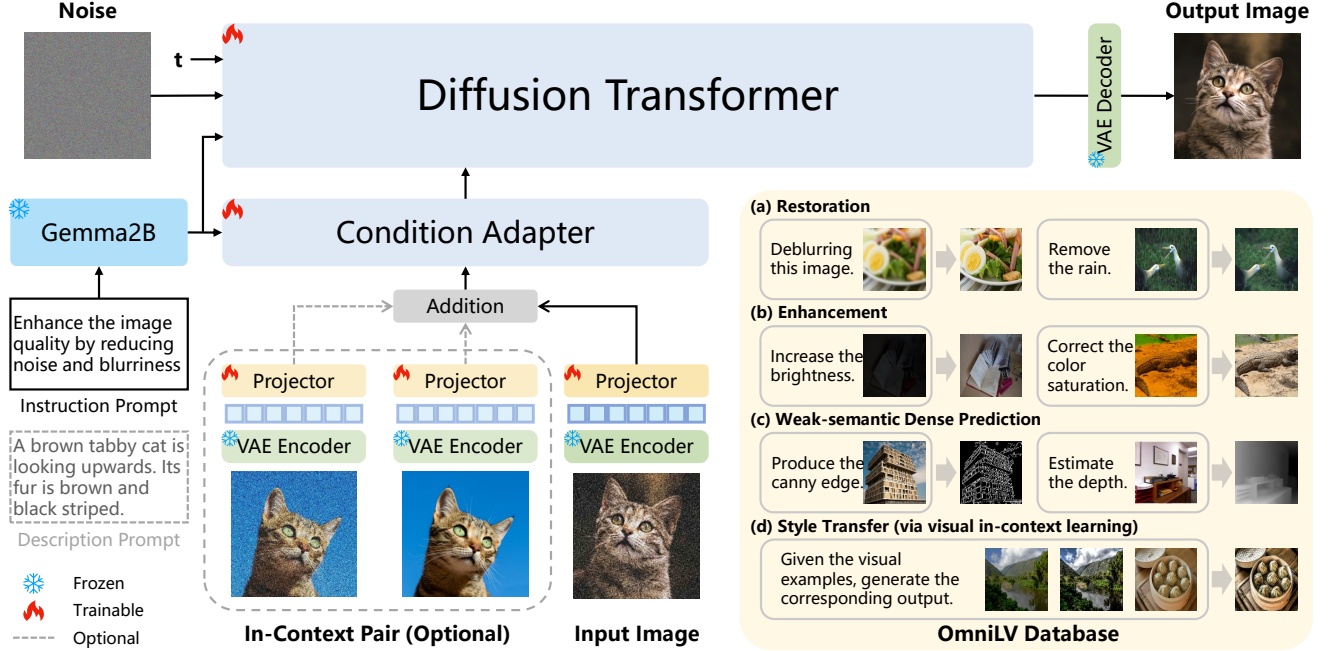 Noise
Output Image
t
Diffusion Transformer
VAE Decoder
Gemma2B
Condition Adapter
Addition
Enhance the image
quality by reducing
noise and blurriness
Instruction Prompt
A brown tabby cat is
looking upwards. Its
fur is brown and
black striped.
Description Prompt
Projector
Projector
Projector
VAE Encoder
VAE Encoder
VAE Encoder
Frozen
Trainable
Optional
In-Context Pair (Optional)
Input Image
(a) Restoration
Deblurring
this image.
Remove
the rain.
(b) Enhancement
Increase the
brightness.
Correct the
color
saturation.
(c) Weak-semantic Dense Prediction
Produce the
canny edge.
Estimate
the depth.
(d) Style Transfer (via visual in-context learning)
Given the visual
examples, generate the
corresponding output.
OmniLV Database